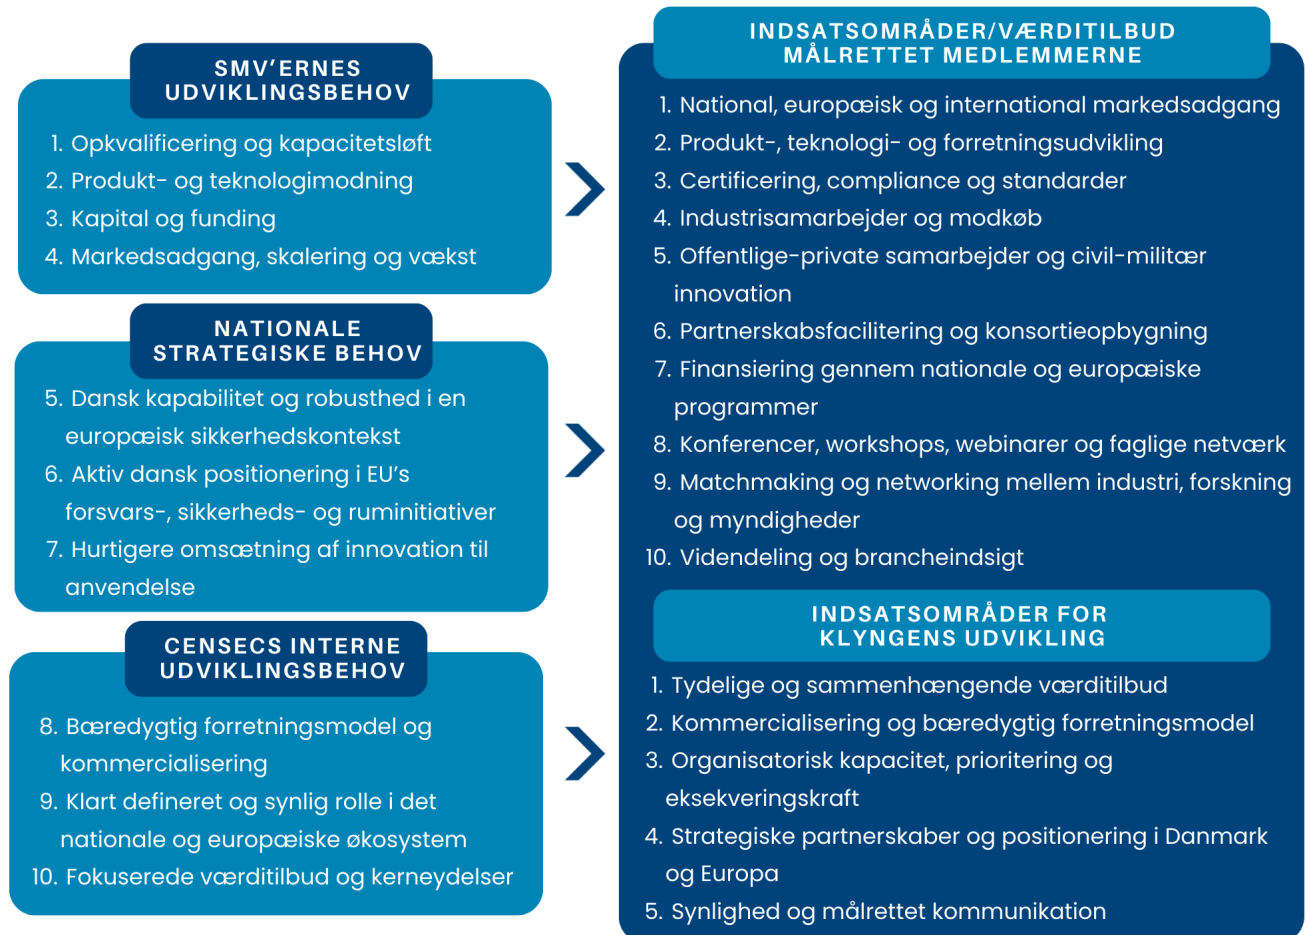 SMV’ERNES
UDVIKLINGSBEHOV
1. Opkvalificering og kapacitetsløft
2. Produkt- og teknologimodning
3. Kapital og funding
4. Markedsadgang, skalering og vækst
NATIONALE
STRATEGISKE BEHOV
5. Dansk kapabilitet og robusthed i en
europæisk sikkerhedskontekst
6. Aktiv dansk positionering i EU’s
forsvars-, sikkerheds- og ruminitiativer
7. Hurtigere omsætning af innovation til
anvendelse
CENSECS INTERNE
UDVIKLINGSBEHOV
8. Bæredygtig forretningsmodel og
kommercialisering
9. Klart defineret og synlig rolle i det
nationale og europæiske økosystem
10. Fokuserede værditilbud og kerneydelser
INDSATSOMRÅDER/VÆRDITILBUD
MÅLRETTET MEDLEMMERNE
1. National, europæisk og international markedsadgang
2. Produkt-, teknologi- og forretningsudvikling
3. Certificering, compliance og standarder
4. Industrisamarbejder og modkøb
5. Offentlige-private samarbejder og civil-militær
innovation
6. Partnerskabsfacilitering og konsortieopbygning
7. Finansiering gennem nationale og europæiske
programmer
8. Konferencer, workshops, webinarer og faglige netværk
9. Matchmaking og networking mellem industri, forskning
og myndigheder
10. Videndeling og brancheindsigt
INDSATSOMRÅDER FOR
KLYNGENS UDVIKLING
1. Tydelige og sammenhængende værditilbud
2. Kommercialisering og bæredygtig forretningsmodel
3. Organisatorisk kapacitet, prioritering og
eksekveringskraft
4. Strategiske partnerskaber og positionering i Danmark
og Europa
5. Synlighed og målrettet kommunikation